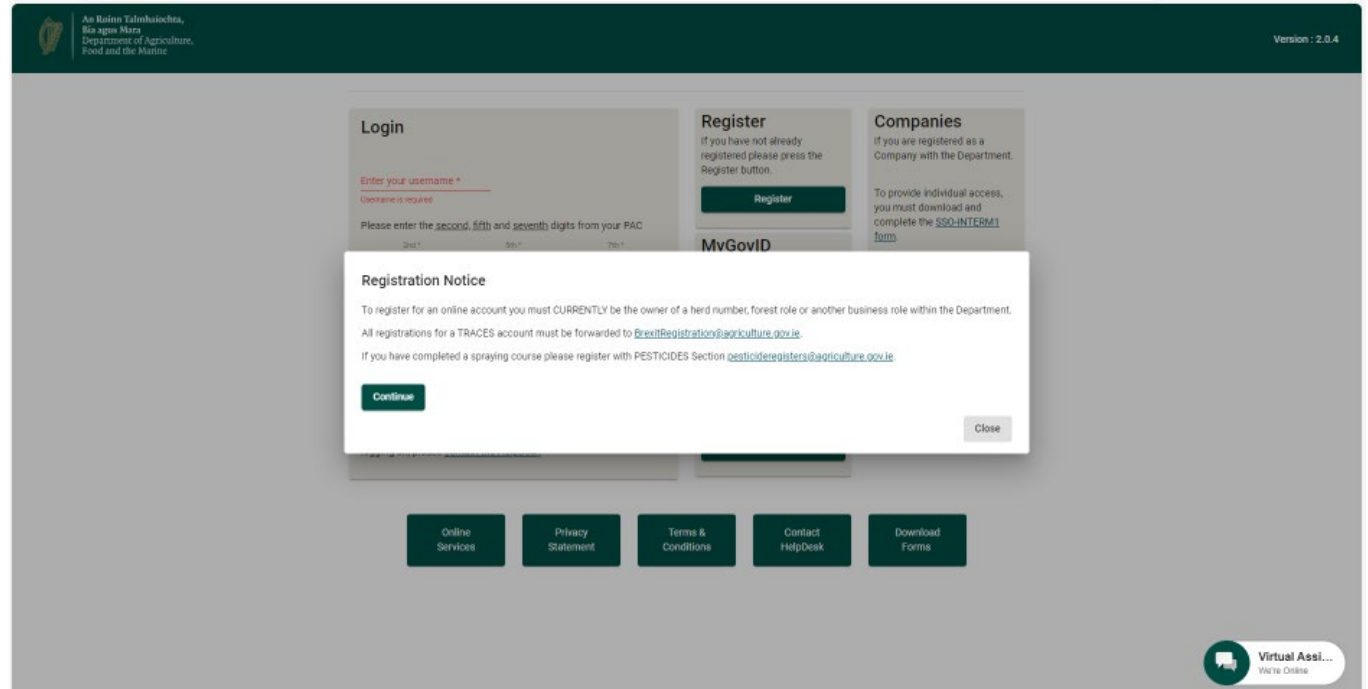 An Roinn Talmhaíochta,
Bia agus Mara
Department of Agriculture,
Food and the Marine
Version : 2.0.4
Login
Enter your username *
Username is required
Please enter the second, fifth and seventh digits from your PAC
2nd *
5th *
7th *
Register
If you have not already
registered please press the
Register button.
Register
MyGovID
Companies
If you are registered as a
Company with the Department.
To provide individual access,
you must download and
complete the SSO-INTERM1
form.
Registration Notice
To register for an online account you must CURRENTLY be the owner of a herd number, forest role or another business role within the Department.
All registrations for a TRACES account must be forwarded to BrexitRegistration@agriculture.gov.ie.
If you have completed a spraying course please register with PESTICIDES Section pesticideregisters@agriculture.gov.ie.
Continue
Close
Online
Services
Privacy
Statement
Terms &
Conditions
Contact
HelpDesk
Download
Forms
Virtual Assi...
We're Online